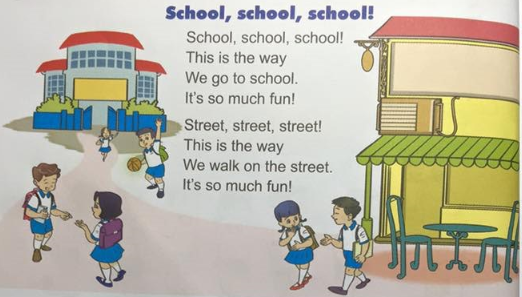 School, school, school!
School, school, school!
This is the way
We go to school.
It's so much fun!
Street, street, street!
This is the way
We walk on the street.
It's so much fun!